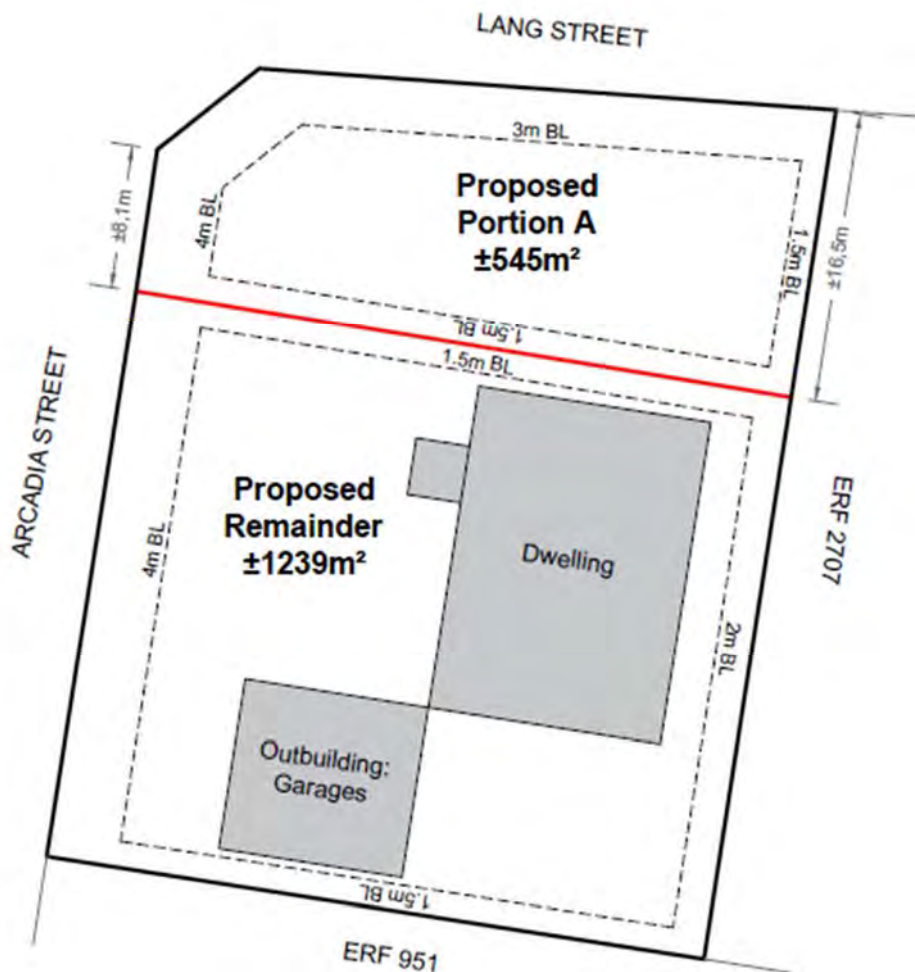 LANG STREET
3m BL
Proposed
Portion A
±545m²
4m BL
1.5m BL
±8,1m
±16,5m
1.5m BL
1.5m BL
ARCADIA STREET
Proposed
Remainder
±1239m²
4m BL
Dwelling
ERF 2707
2m BL
Outbuilding:
Garages
1.5m BL
ERF 951